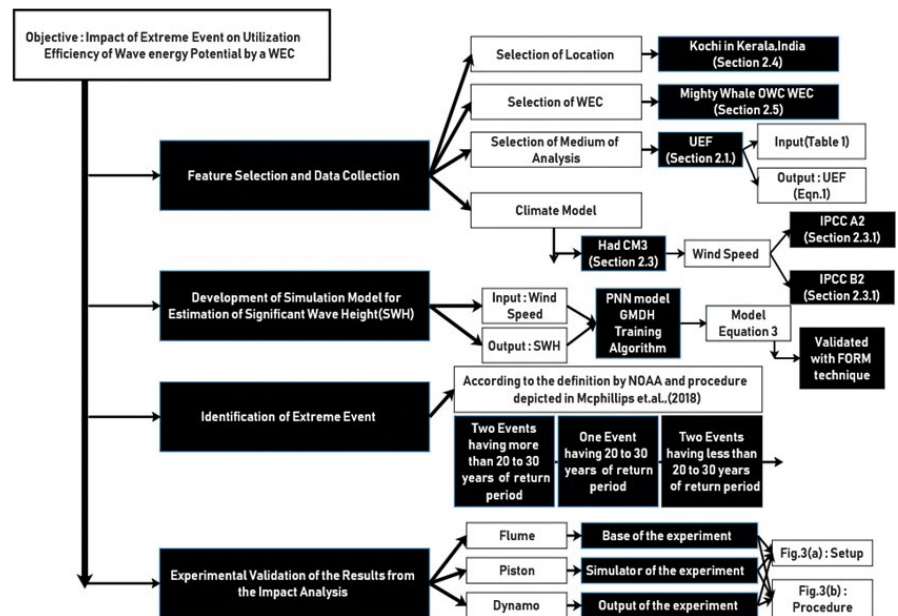 Objective : Impact of Extreme Event on Utilization
Efficiency of Wave energy Potential by a WEC
Feature Selection and Data Collection
Selection of Location
Kochi in Kerala,India
(Section 2.4)
Selection of WEC
Mighty Whale OWC WEC
(Section 2.5)
Selection of Medium of
Analysis
UEF
(Section 2.1.)
Input(Table 1)
Output : UEF
(Eqn.1)
Climate Model
Had CM3
(Section 2.3)
Wind Speed
IPCC A2
(Section 2.3.1)
IPCC B2
(Section 2.3.1)
Development of Simulation Model for
Estimation of Significant Wave Height(SWH)
Input : Wind
Speed
Output : SWH
PNN model
GMDH
Training
Algorithm
Model
Equation 3
Validated
with FORM
technique
Identification of Extreme Event
According to the definition by NOAA and procedure
depicted in Mcphillips et.al.,(2018)
Two Events
having more
than 20 to 30
years of return
period
One Event
having 20 to 30
years of return
period
Two Events
having less than
20 to 30 years
of return period
Experimental Validation of the Results from
the Impact Analysis
Flume
Base of the experiment
Piston
Simulator of the experiment
Dynamo
Output of the experiment
Fig.3(a) : Setup
Fig.3(b) :
Procedure